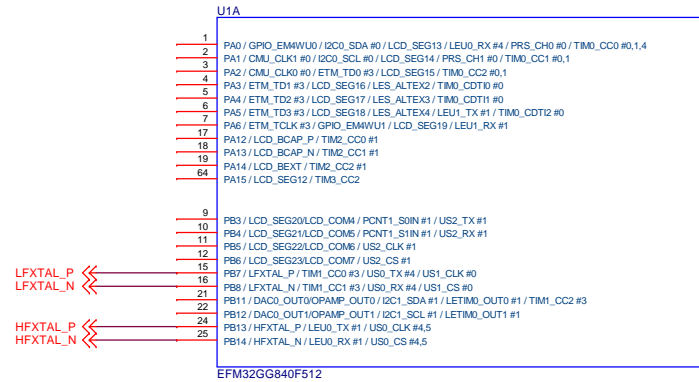 U1A
1 PA0 / GPIO_EM4WU0 / I2C0_SDA #0 / LCD_SEG13 / LEU0_RX #4 / PRS_CH0 #0 / TIM0_CC0 #0,1,4
2 PA1 / CMU_CLK1 #0 / I2C0_SCL #0 / LCD_SEG14 / PRS_CH1 #0 / TIM0_CC1 #0,1
3 PA2 / CMU_CLK0 #0 / ETM_TD0 #3 / LCD_SEG15 / TIM0_CC2 #0,1
4 PA3 / ETM_TD1 #3 / LCD_SEG16 / LES_ALTEX2 / TIM0_CDTI0 #0
5 PA4 / ETM_TD2 #3 / LCD_SEG17 / LES_ALTEX3 / TIM0_CDTI1 #0
6 PA5 / ETM_TD3 #3 / LCD_SEG18 / LES_ALTEX4 / LEU1_TX #1 / TIM0_CDTI2 #0
7 PA6 / ETM_TCLK #3 / GPIO_EM4WU1 / LCD_SEG19 / LEU1_RX #1
17 PA12 / LCD_BCAP_P / TIM2_CC0 #1
18 PA13 / LCD_BCAP_N / TIM2_CC1 #1
19 PA14 / LCD_BEXT / TIM2_CC2 #1
64 PA15 / LCD_SEG12 / TIM3_CC2
9 PB3 / LCD_SEG20/LCD_COM4 / PCNT1_S0IN #1 / US2_TX #1
10 PB4 / LCD_SEG21/LCD_COM5 / PCNT1_S1IN #1 / US2_RX #1
11 PB5 / LCD_SEG22/LCD_COM6 / US2_CLK #1
12 PB6 / LCD_SEG23/LCD_COM7 / US2_CS #1
LFXTAL_P 15 PB7 / LFXTAL_P / TIM1_CC0 #3 / US0_TX #4 / US1_CLK #0
LFXTAL_N 16 PB8 / LFXTAL_N / TIM1_CC1 #3 / US0_RX #4 / US1_CS #0
21 PB11 / DAC0_OUT0/OPAMP_OUT0 / I2C1_SDA #1 / LETIM0_OUT0 #1 / TIM1_CC2 #3
22 PB12 / DAC0_OUT1/OPAMP_OUT1 / I2C1_SCL #1 / LETIM0_OUT1 #1
HFXTAL_P 24 PB13 / HFXTAL_P / LEU0_TX #1 / US0_CLK #4,5
HFXTAL_N 25 PB14 / HFXTAL_N / LEU0_RX #1 / US0_CS #4,5
EFM32GG840F512